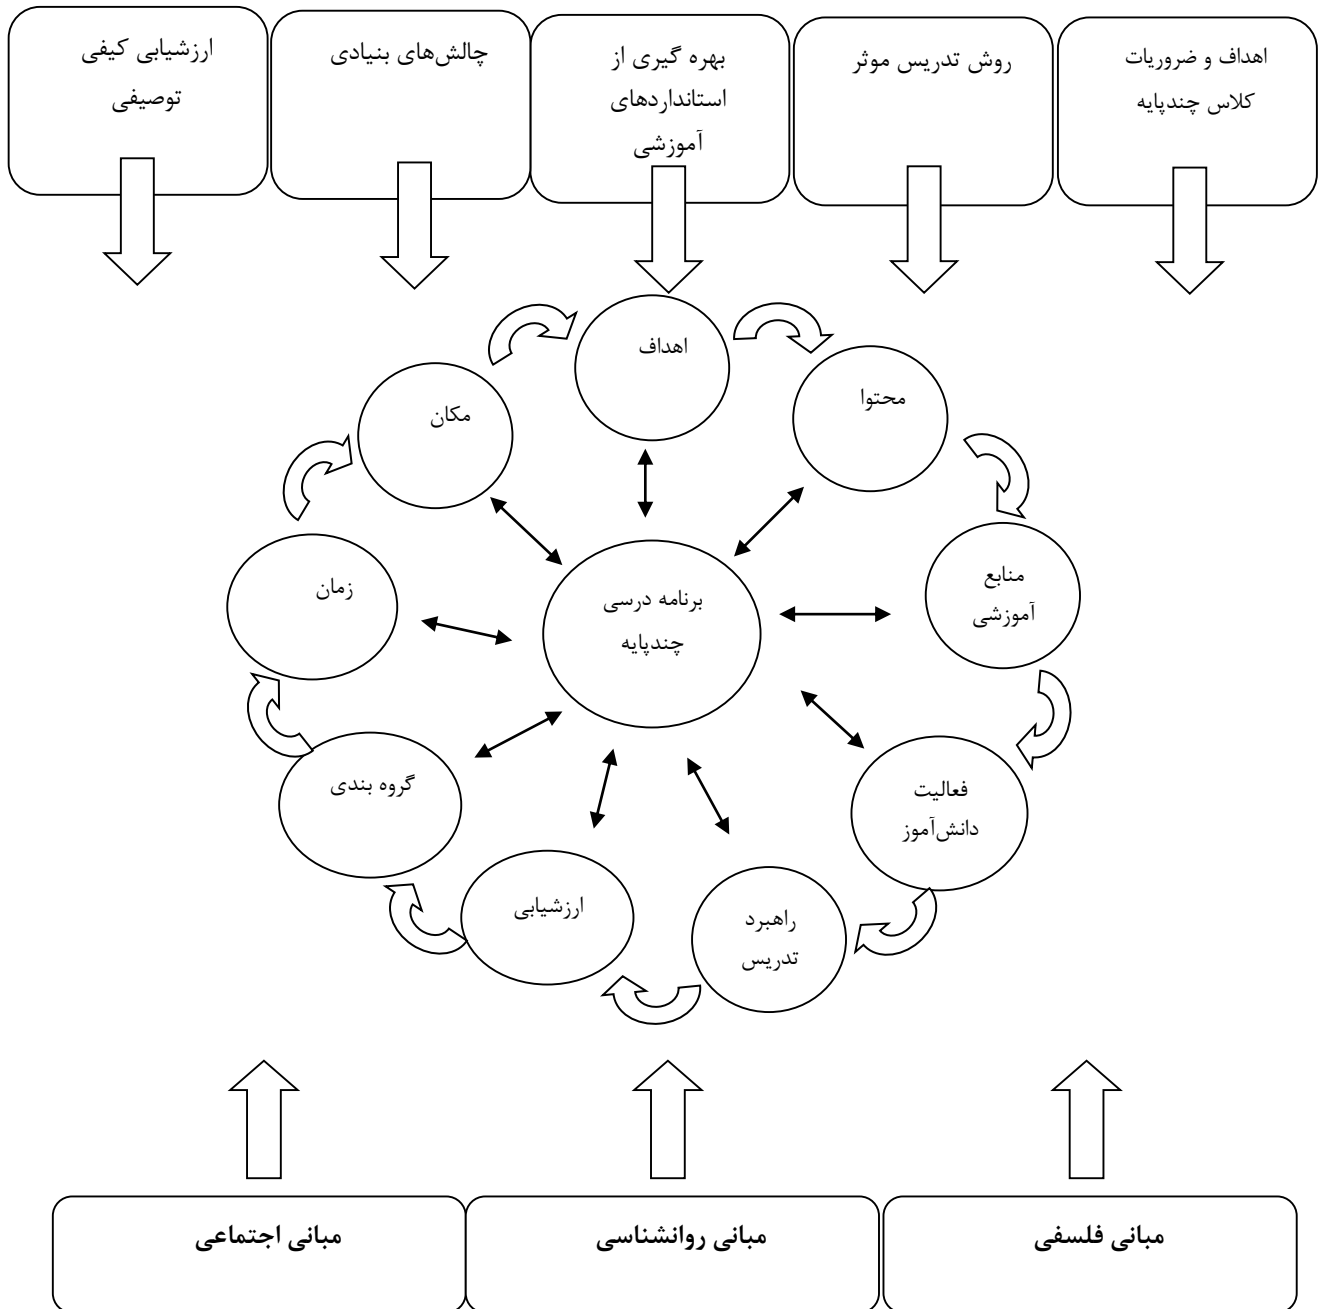 اهداف و ضروریات
کلاس چندپایه
روش تدریس موثر
بهره گیری از
استانداردهای
آموزشی
چالش‌های بنیادی
ارزشیابی کیفی
توصیفی
اهداف
محتوا
منابع
آموزشی
فعالیت
دانش‌آموز
راهبرد
تدریس
ارزشیابی
گروه بندی
زمان
مکان
برنامه درسی
چندپایه
مبانی فلسفی
مبانی روانشناسی
مبانی اجتماعی